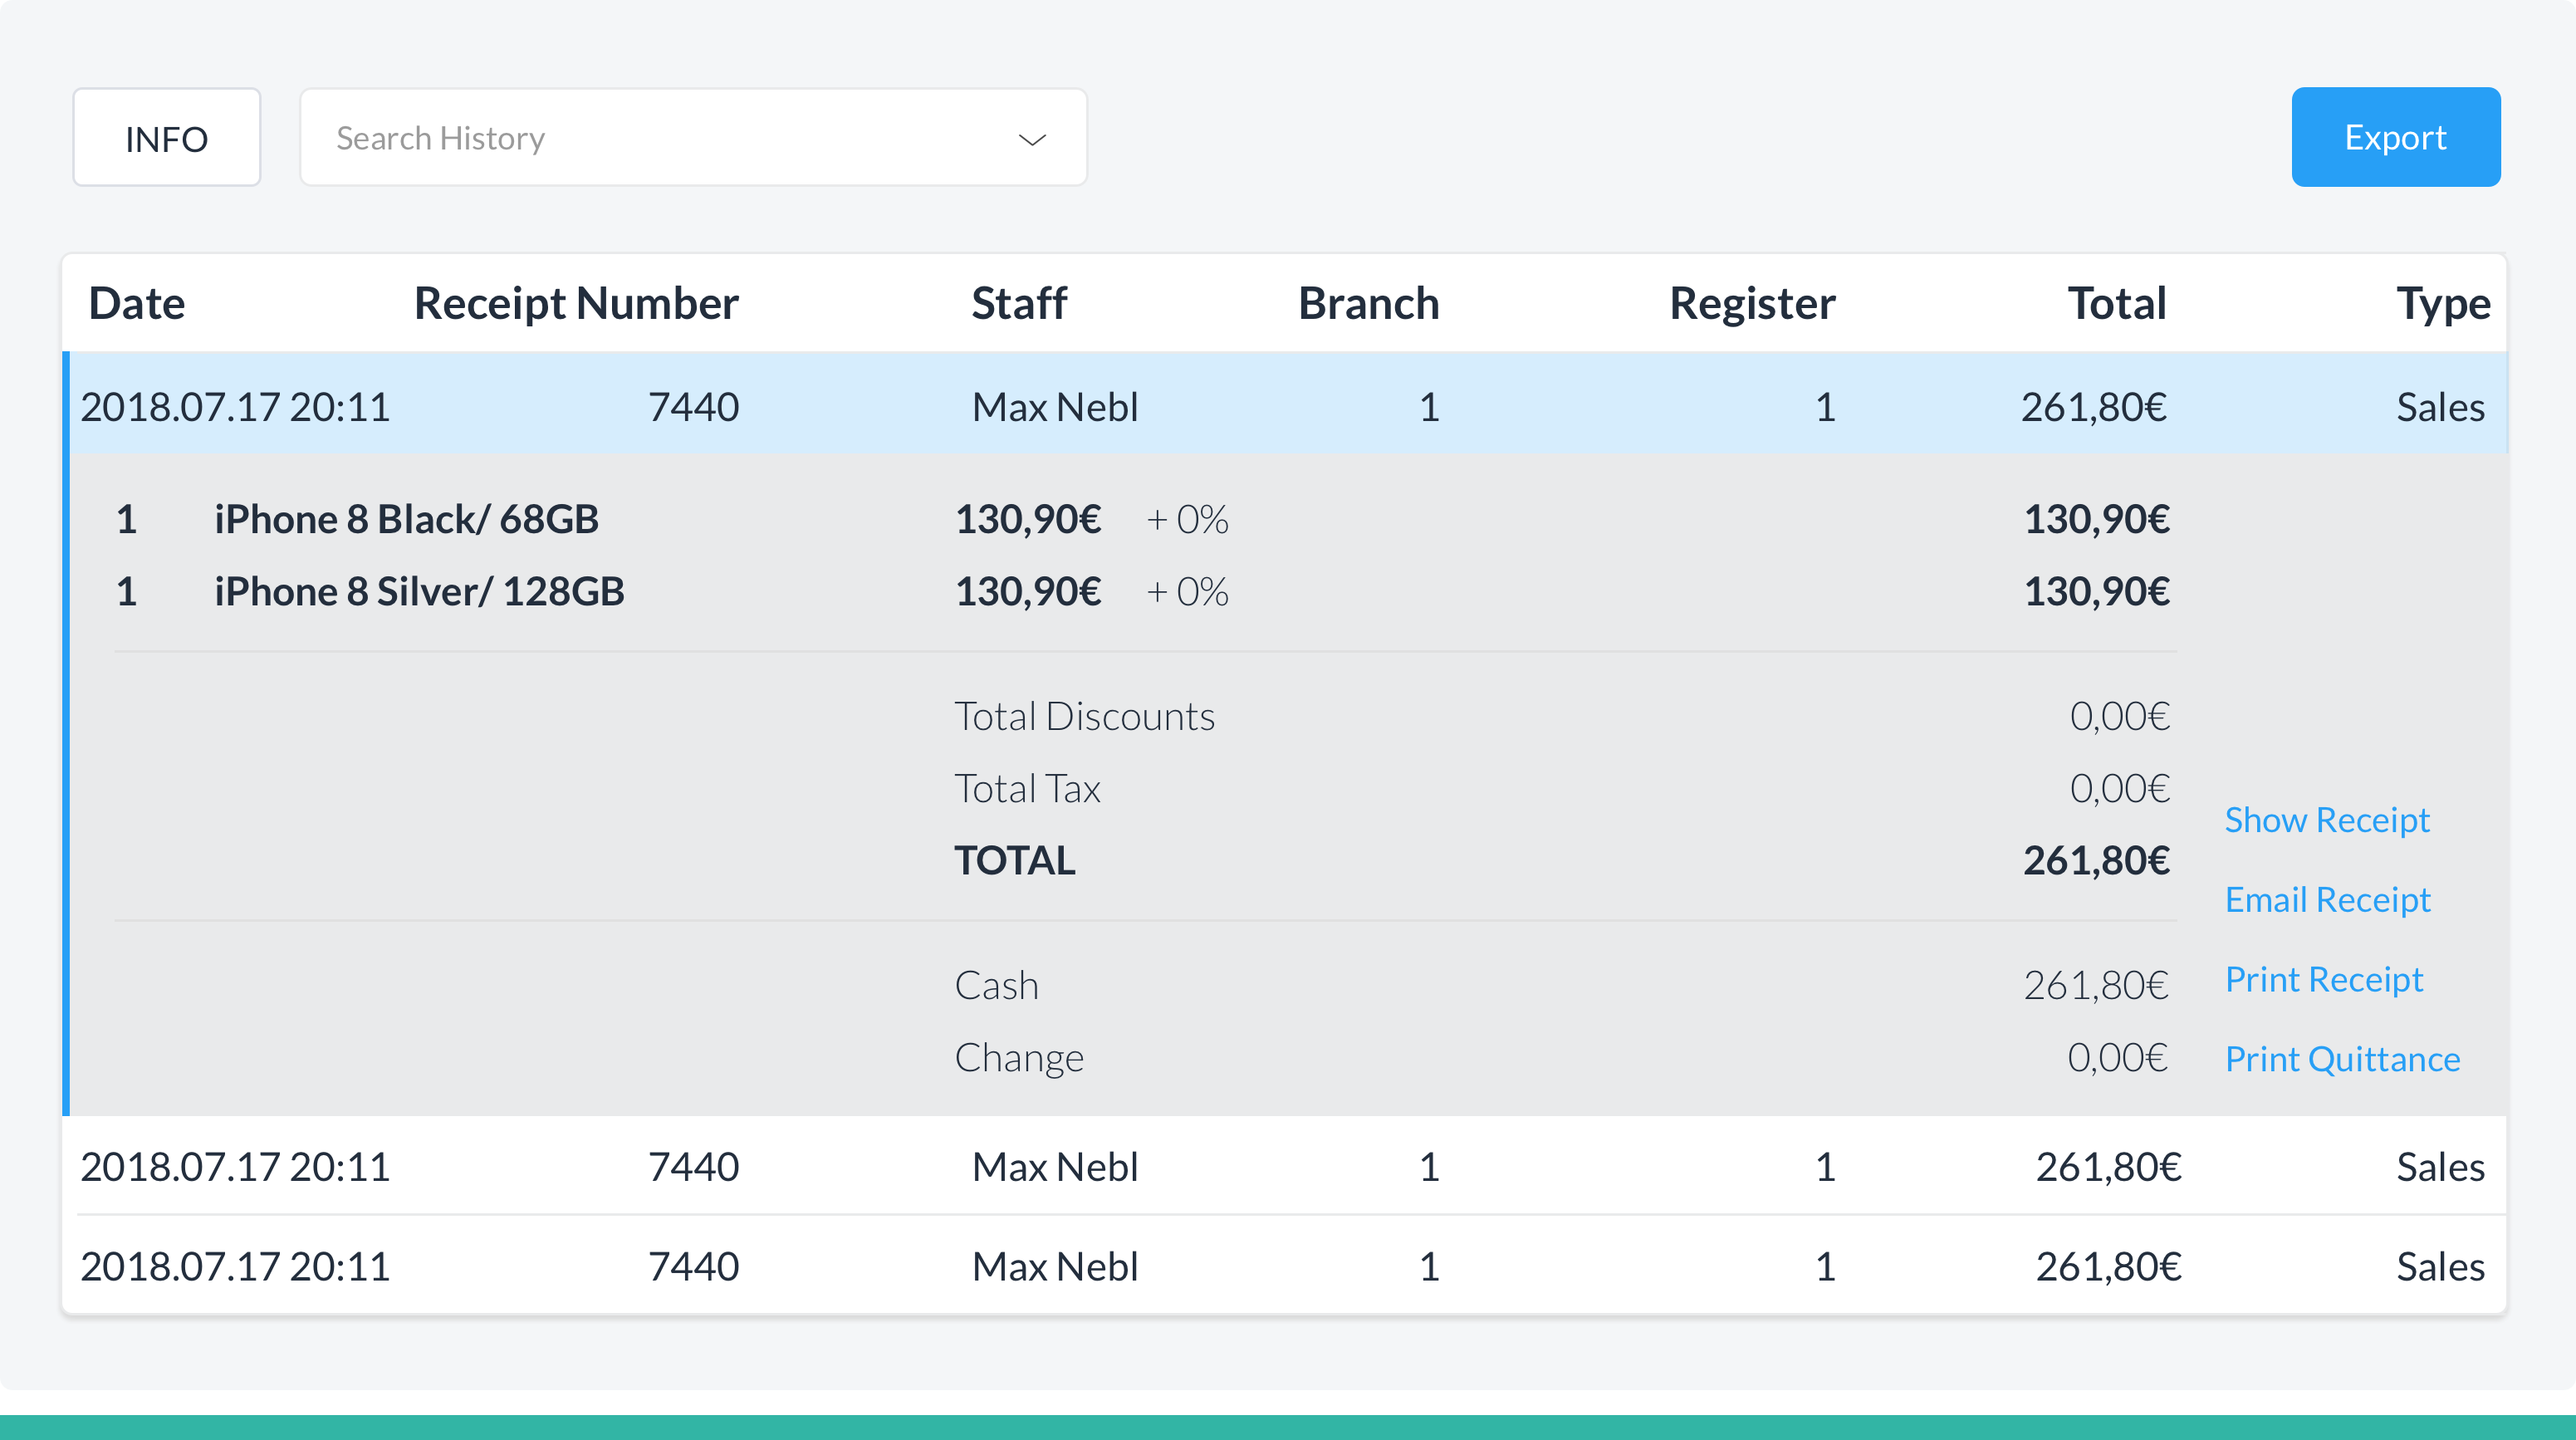 INFO Search History Export
Date Receipt Number Staff Branch Register Total Type
2018.07.17 20:11 7440 Max Nebl 1 1 261,80€ Sales
1 iPhone 8 Black/ 68GB 130,90€ + 0% 130,90€
1 iPhone 8 Silver/ 128GB 130,90€ + 0% 130,90€
Total Discounts 0,00€
Total Tax 0,00€
Show Receipt
TOTAL 261,80€
Email Receipt
Cash 261,80€
Print Receipt
Change 0,00€
Print Quittance
2018.07.17 20:11 7440 Max Nebl 1 1 261,80€ Sales
2018.07.17 20:11 7440 Max Nebl 1 1 261,80€ Sales